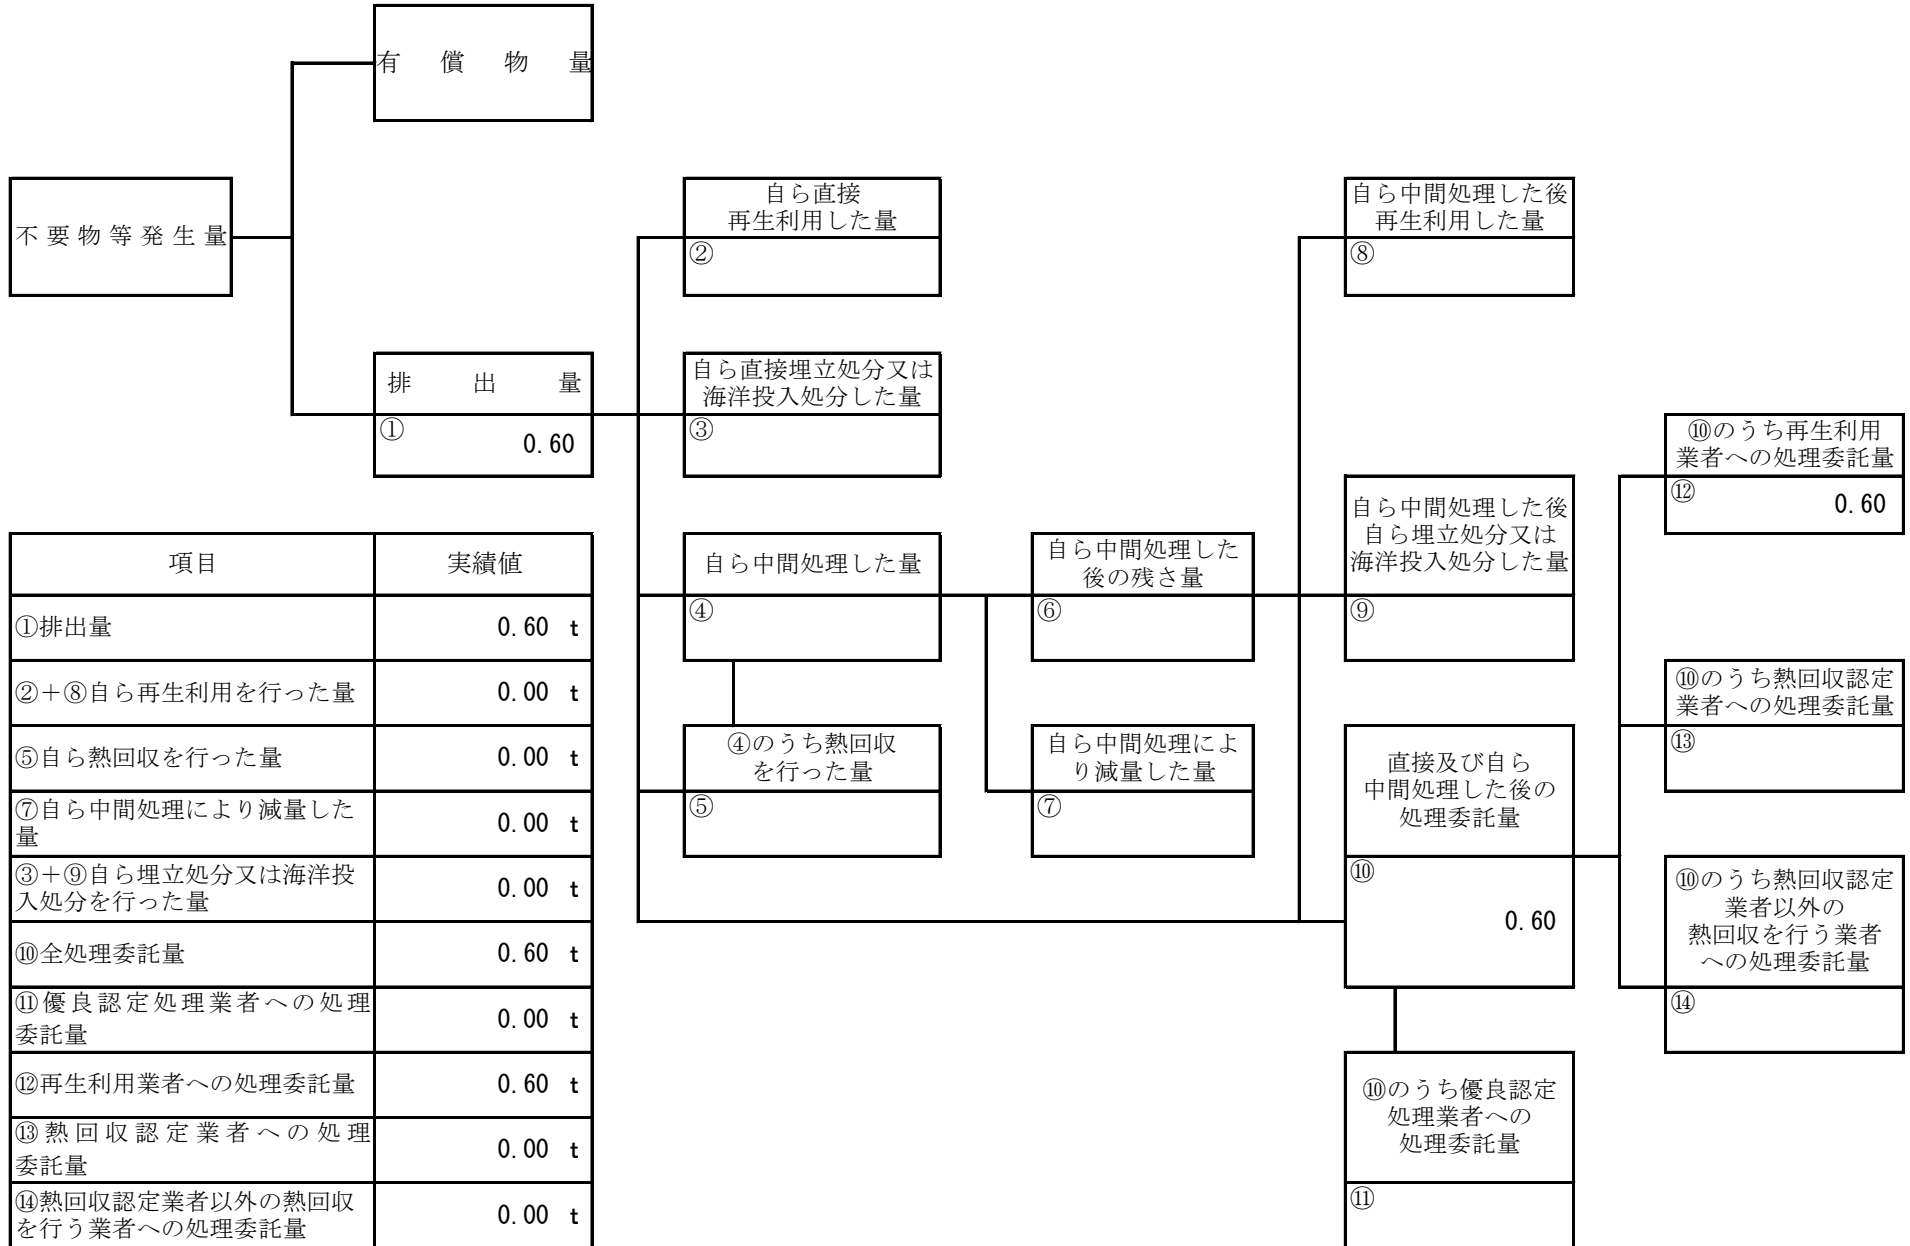 有償物量
不要物等発生量
自ら直接
再生利用した量
②
自ら中間処理した後
再生利用した量
⑧
排出量
①
0.60
自ら直接埋立処分又は
海洋投入処分した量
③
⑩のうち再生利用
業者への処理委託量
⑫
0.60
自ら中間処理した量
④
自ら中間処理した
後の残さ量
⑥
自ら中間処理した後
自ら埋立処分又は
海洋投入処分した量
⑨
⑩のうち熱回収認定
業者への処理委託量
⑬
④のうち熱回収
を行った量
⑤
自ら中間処理によ
り減量した量
⑦
直接及び自ら
中間処理した後の
処理委託量
⑩
0.60
⑩のうち熱回収認定
業者以外の
熱回収を行う業者
への処理委託量
⑭
⑩のうち優良認定
処理業者への
処理委託量
⑪
項目 実績値
①排出量 0.60 t
②＋⑧自ら再生利用を行った量 0.00 t
⑤自ら熱回収を行った量 0.00 t
⑦自ら中間処理により減量した
量 0.00 t
③＋⑨自ら埋立処分又は海洋投
入処分を行った量 0.00 t
⑩全処理委託量 0.60 t
⑪優良認定処理業者への処理
委託量 0.00 t
⑫再生利用業者への処理委託量 0.60 t
⑬熱回収認定業者への処理
委託量 0.00 t
⑭熱回収認定業者以外の熱回収
を行う業者への処理委託量 0.00 t